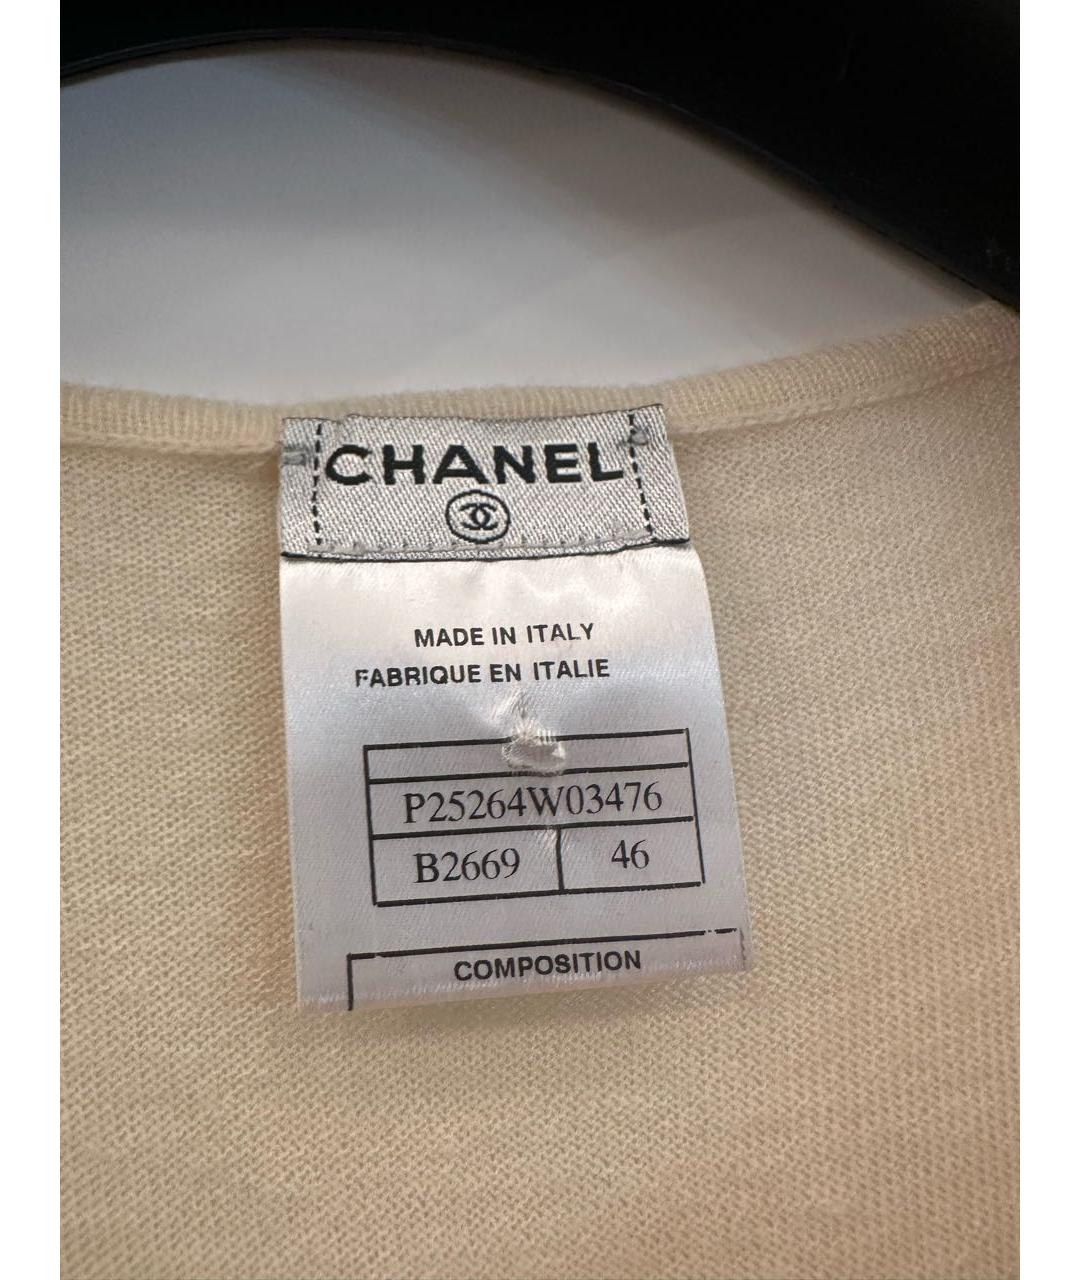 CHANEL
MADE IN ITALY
FABRIQUE EN ITALIE
P25264W03476
B2669 46
COMPOSITION